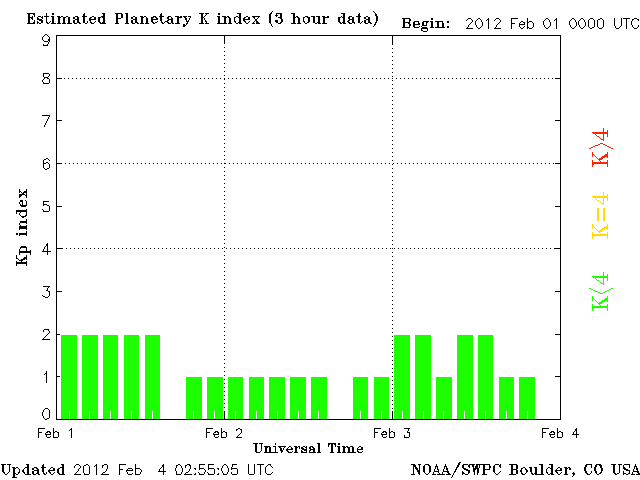 Estimated Planetary K index (3 hour data)
Begin: 2012 Feb 01 0000 UTC
9
8
7
6
5
4
3
2
1
0
Kp index
K>4
K=4
K<4
Feb 1
Feb 2
Feb 3
Feb 4
Universal Time
Updated 2012 Feb 4 02:55:05 UTC
NOAA/SWPC Boulder, CO USA